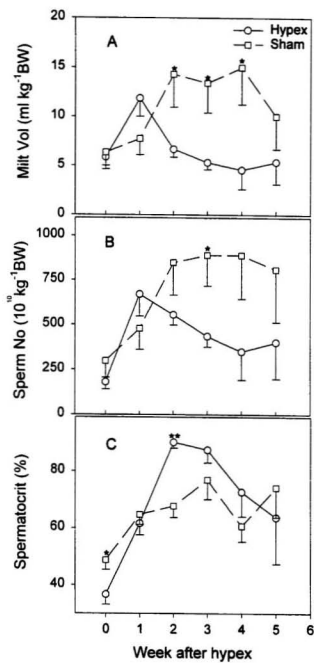 20
Hypex
A
Sham
15
*
*
*
Milt Vol (ml kg⁻¹BW)
10
5
0
1000
B
*
750
Sperm No (10¹⁰ kg⁻¹BW)
500
250
0
C
**
80
Spermatocrit (%)
60
*
40
0 1 2 3 4 5 6
Week after hypex